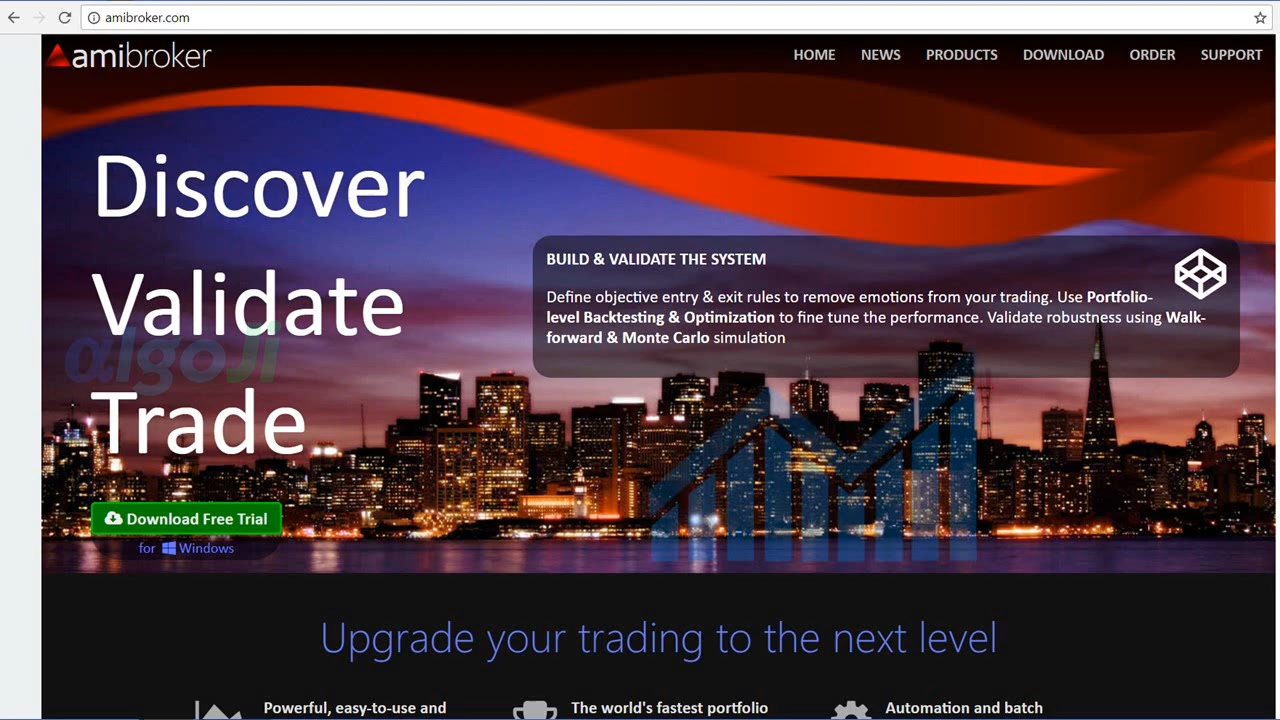 amibroker.com
amibroker
HOME NEWS PRODUCTS DOWNLOAD ORDER SUPPORT
Discover
Validate
Trade
algoJi
BUILD & VALIDATE THE SYSTEM
Define objective entry & exit rules to remove emotions from your trading. Use Portfolio-
level Backtesting & Optimization to fine tune the performance. Validate robustness using Walk-
forward & Monte Carlo simulation
Download Free Trial
for Windows
Upgrade your trading to the next level
Powerful, easy-to-use and
The world's fastest portfolio
Automation and batch